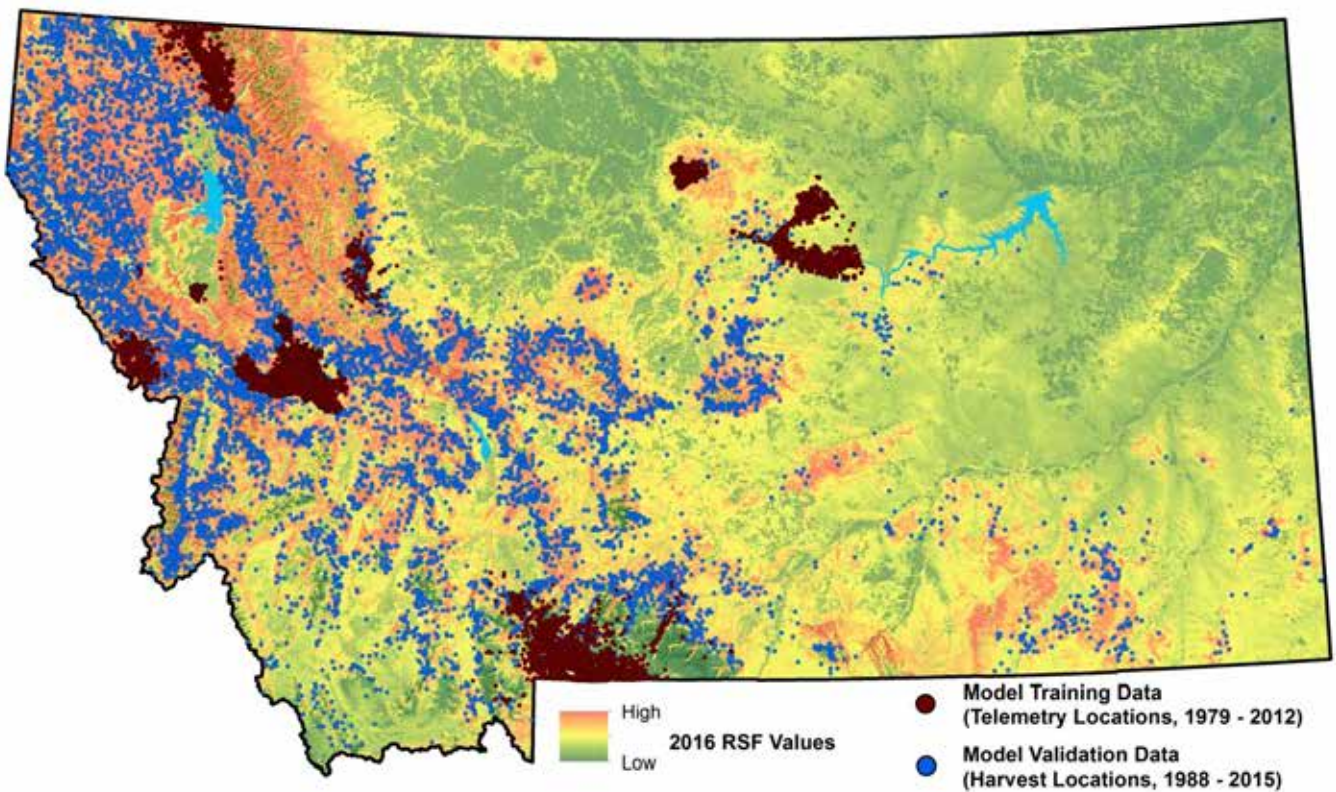 High
Low
2016 RSF Values
Model Training Data
(Telemetry Locations, 1979 - 2012)
Model Validation Data
(Harvest Locations, 1988 - 2015)